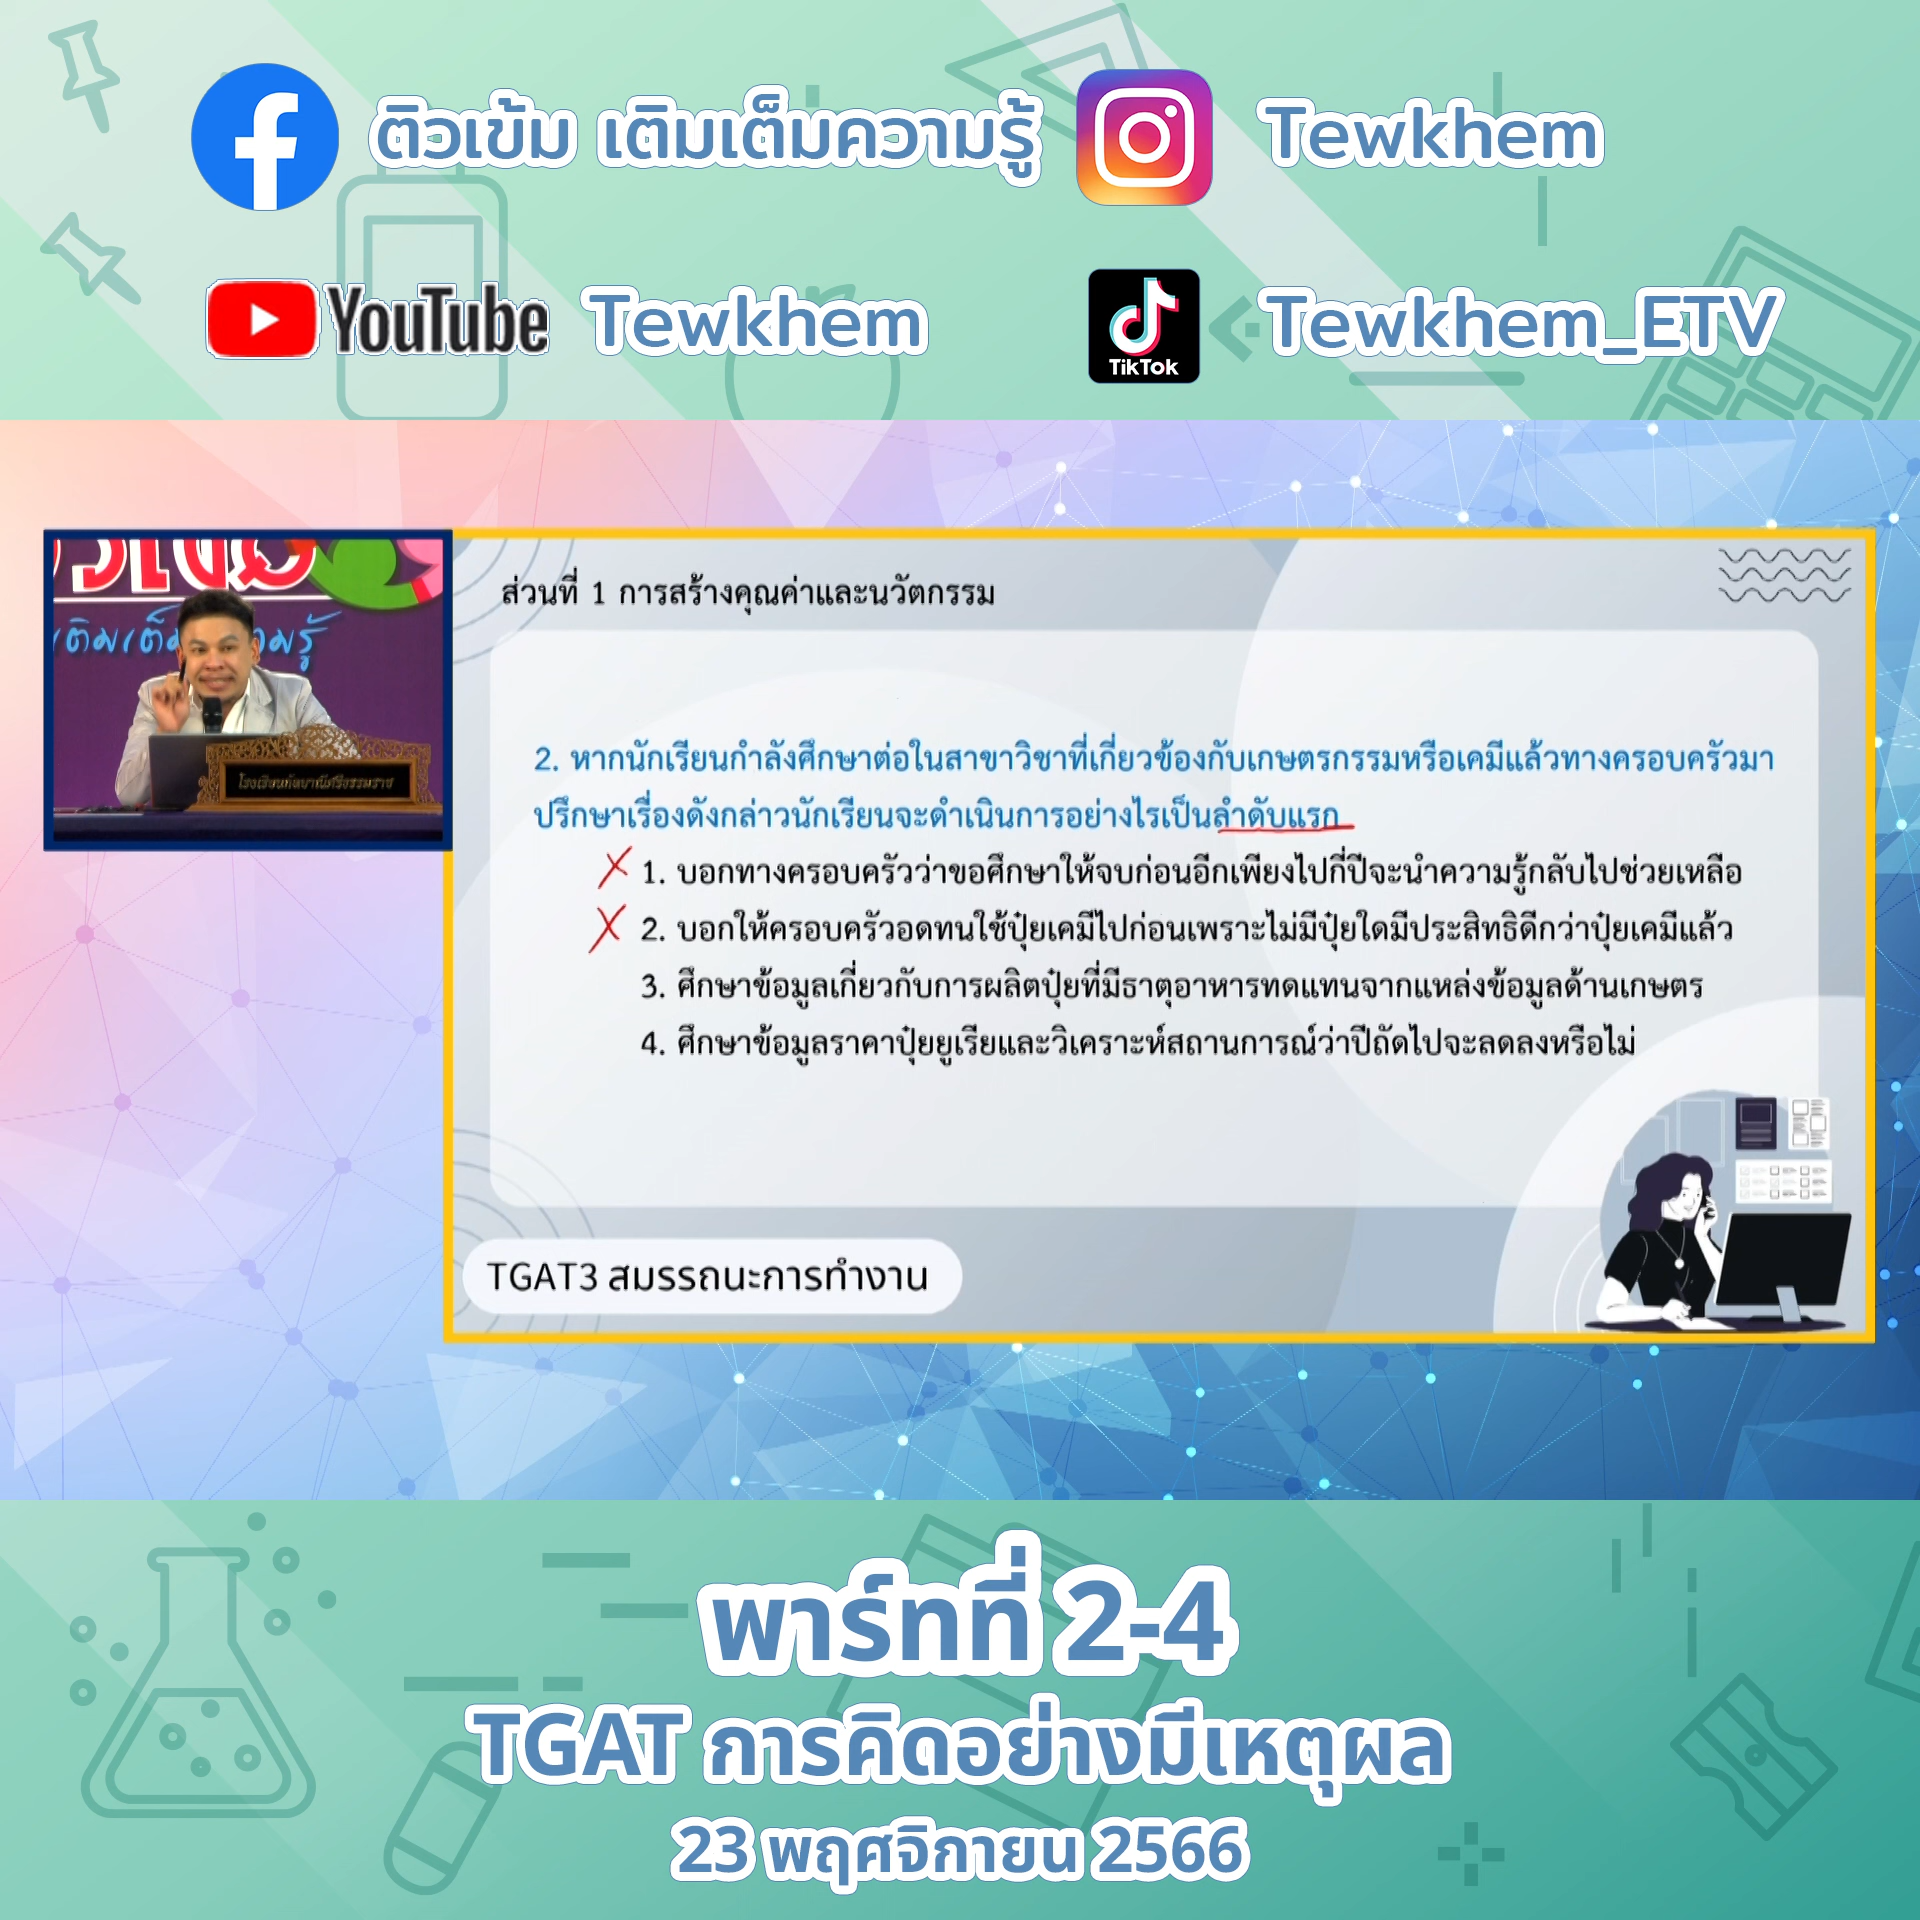 ติวเข้ม เติมเต็มความรู้
Tewkhem
YouTube
Tewkhem
TikTok
Tewkhem_ETV
โรงเรียนกัลยาณีศรีธรรมราช
ส่วนที่ 1 การสร้างคุณค่าและนวัตกรรม
2. หากนักเรียนกำลังศึกษาต่อในสาขาวิชาที่เกี่ยวข้องกับเกษตรกรรมหรือเคมีแล้วทางครอบครัวมา
ปรึกษาเรื่องดังกล่าวนักเรียนจะดำเนินการอย่างไรเป็นลำดับแรก
1. บอกทางครอบครัวว่าขอศึกษาให้จบก่อนอีกเพียงไปกี่ปีจะนำความรู้กลับไปช่วยเหลือ
2. บอกให้ครอบครัวอดทนใช้ปุ๋ยเคมีไปก่อนเพราะไม่มีปุ๋ยใดมีประสิทธิดีกว่าปุ๋ยเคมีแล้ว
3. ศึกษาข้อมูลเกี่ยวกับการผลิตปุ๋ยที่มีธาตุอาหารทดแทนจากแหล่งข้อมูลด้านเกษตร
4. ศึกษาข้อมูลราคาปุ๋ยยูเรียและวิเคราะห์สถานการณ์ว่าปีถัดไปจะลดลงหรือไม่
TGAT3 สมรรถนะการทำงาน
พาร์ทที่ 2-4
TGAT การคิดอย่างมีเหตุผล
23 พฤศจิกายน 2566